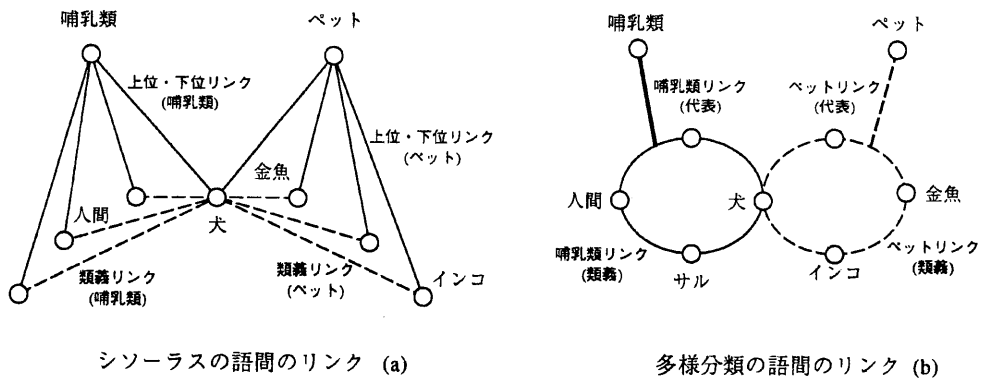 哺乳類
ペット
上位・下位リンク
(哺乳類)
上位・下位リンク
(ペット)
金魚
人間
犬
類義リンク
(哺乳類)
類義リンク
(ペット)
インコ
シソーラスの語間のリンク (a)
哺乳類
ペット
哺乳類リンク
(代表)
ペットリンク
(代表)
人間
犬
金魚
哺乳類リンク
(類義)
サル
インコ
ペットリンク
(類義)
多様分類の語間のリンク (b)